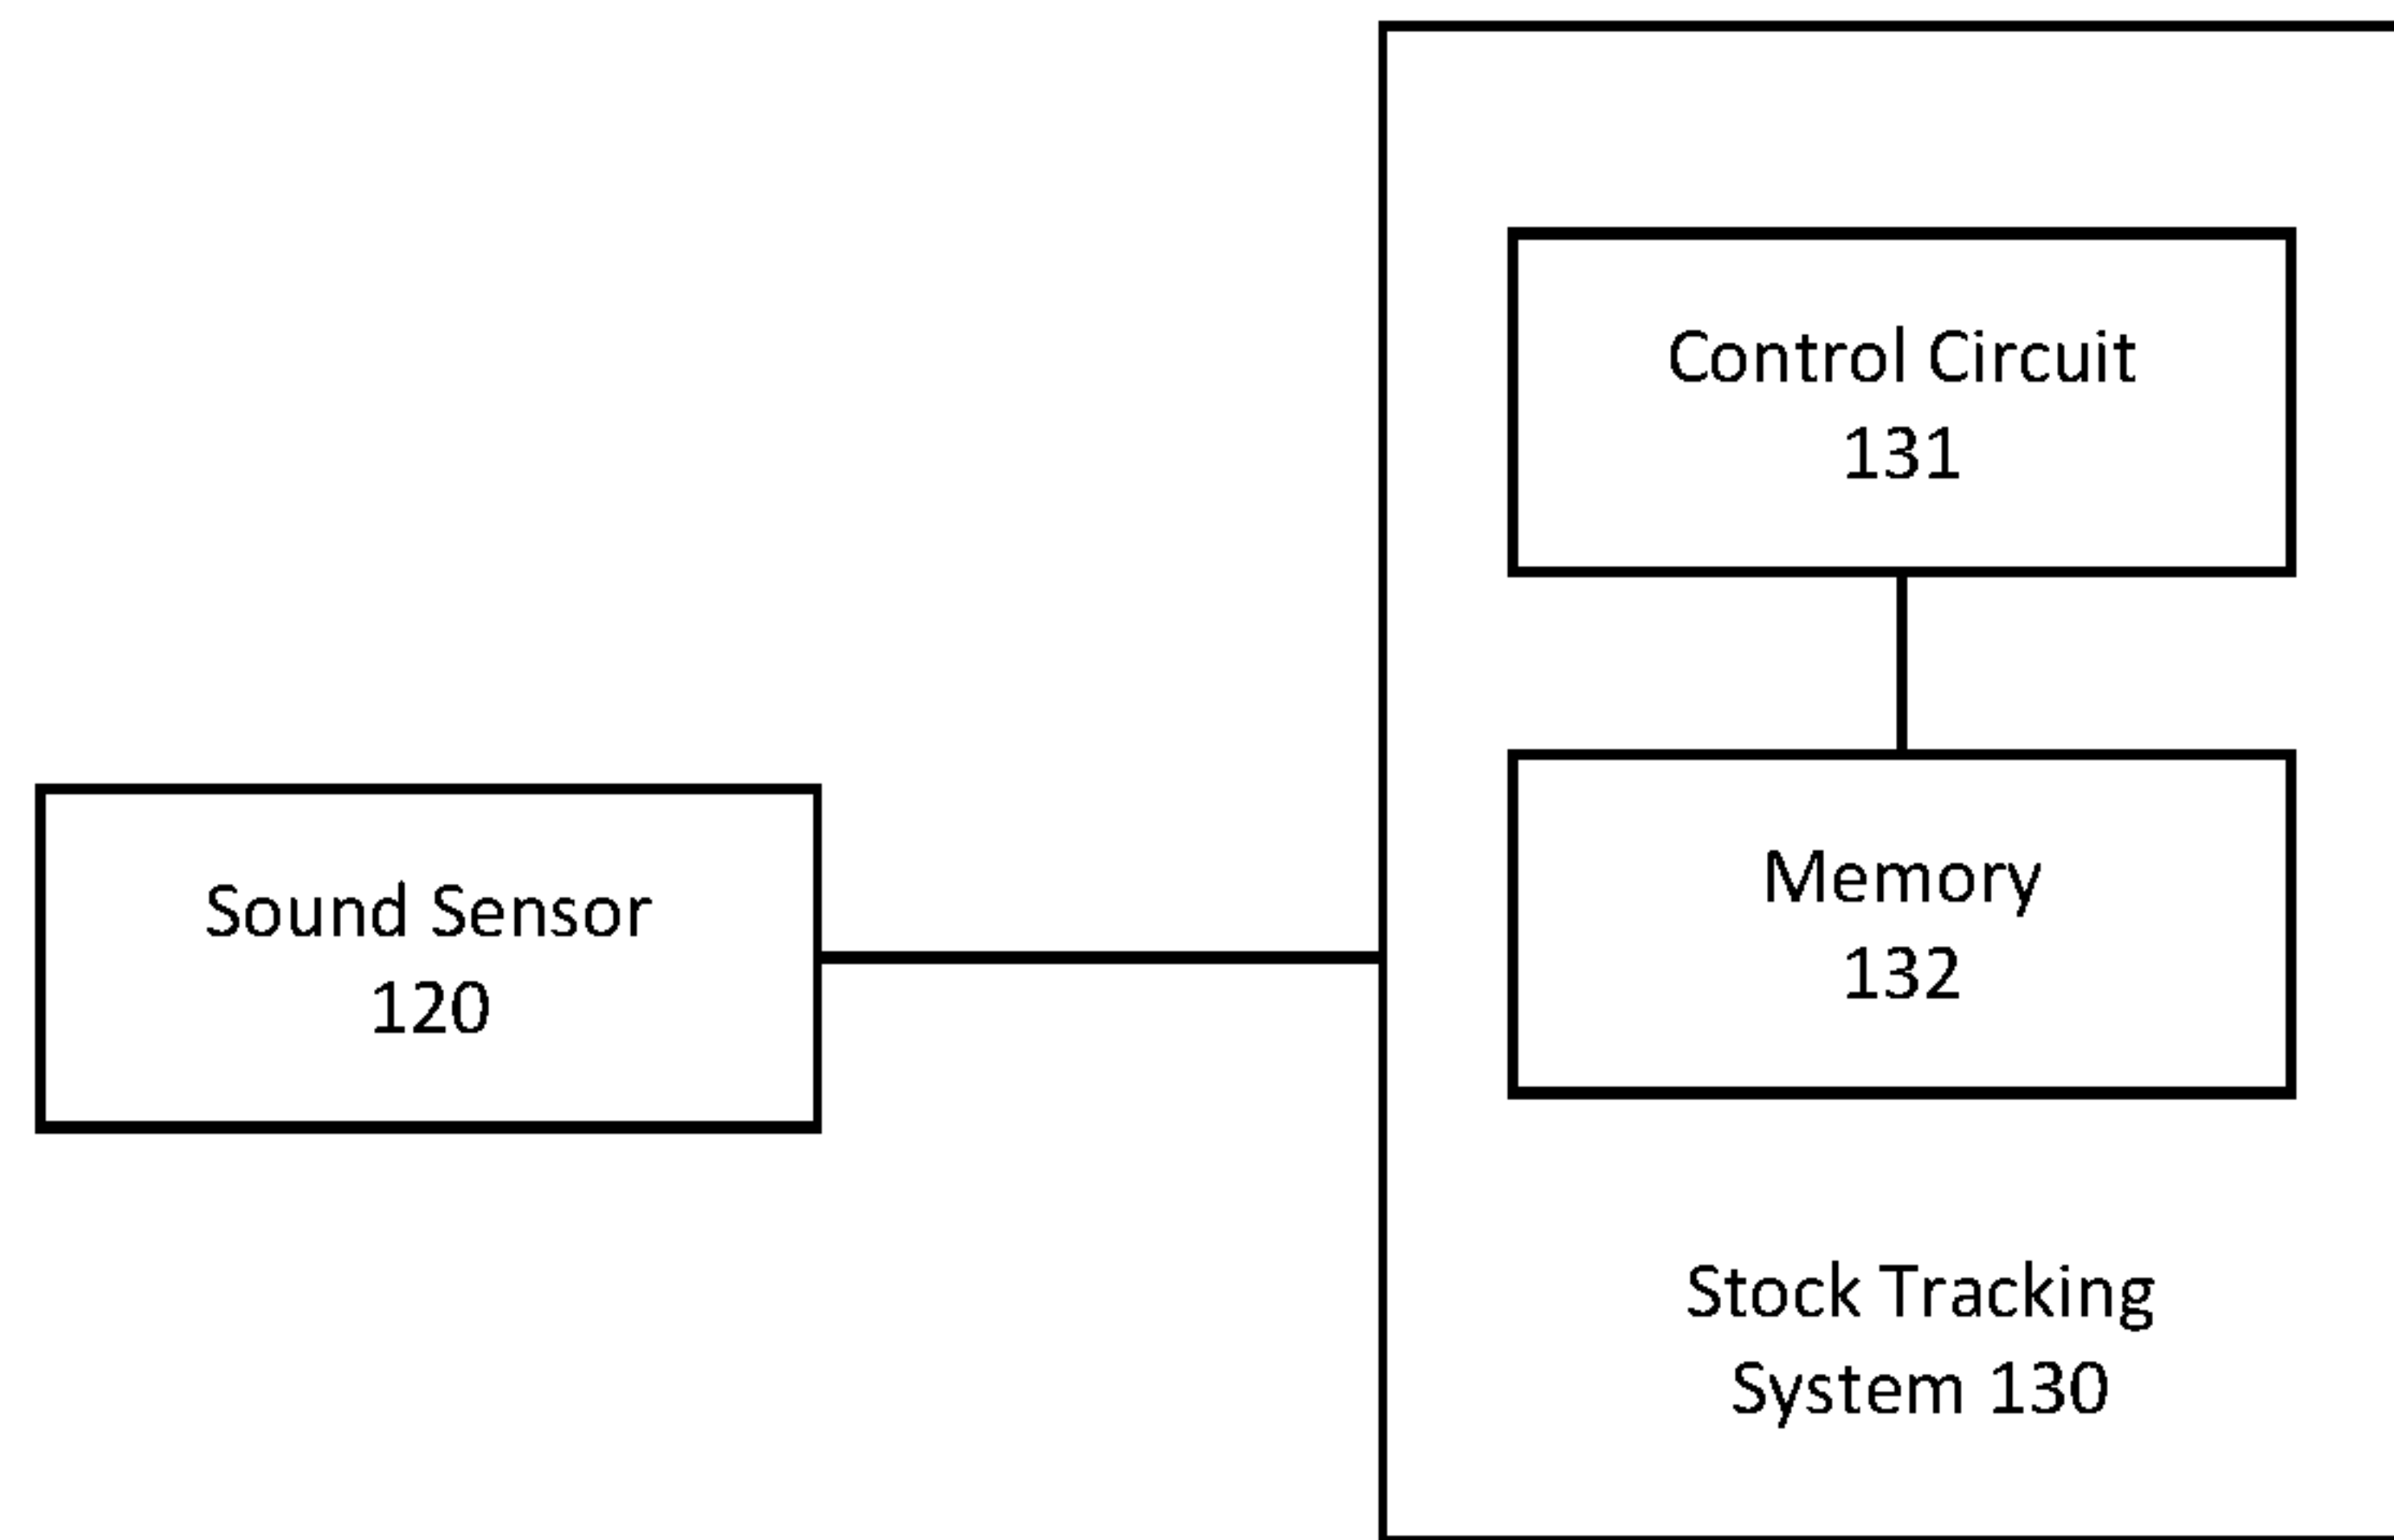 Control Circuit
131
Memory
132
Sound Sensor
120
Stock Tracking
System 130